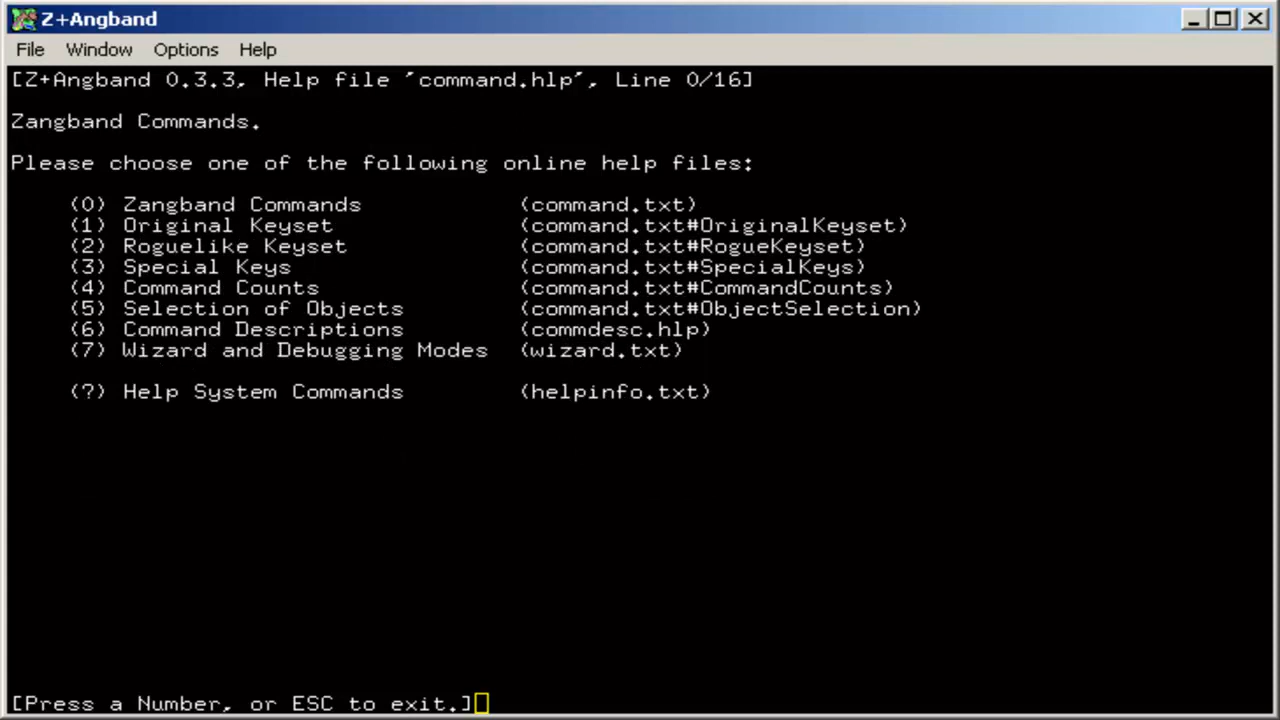 Z+Angband
File Window Options Help
[Z+Angband 0.3.3, Help file 'command.hlp', Line 0/16]
Zangband Commands.
Please choose one of the following online help files:
(0) Zangband Commands (command.txt)
(1) Original Keyset (command.txt#OriginalKeyset)
(2) Roguelike Keyset (command.txt#RogueKeyset)
(3) Special Keys (command.txt#SpecialKeys)
(4) Command Counts (command.txt#CommandCounts)
(5) Selection of Objects (command.txt#ObjectSelection)
(6) Command Descriptions (commdesc.hlp)
(7) Wizard and Debugging Modes (wizard.txt)
(?) Help System Commands (helpinfo.txt)
[Press a Number, or ESC to exit.]